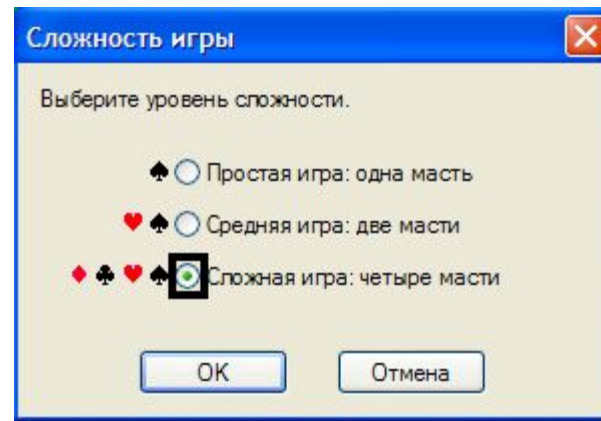 Сложность игры
Выберите уровень сложности.
Простая игра: одна масть
Средняя игра: две масти
Сложная игра: четыре масти
OK
Отмена